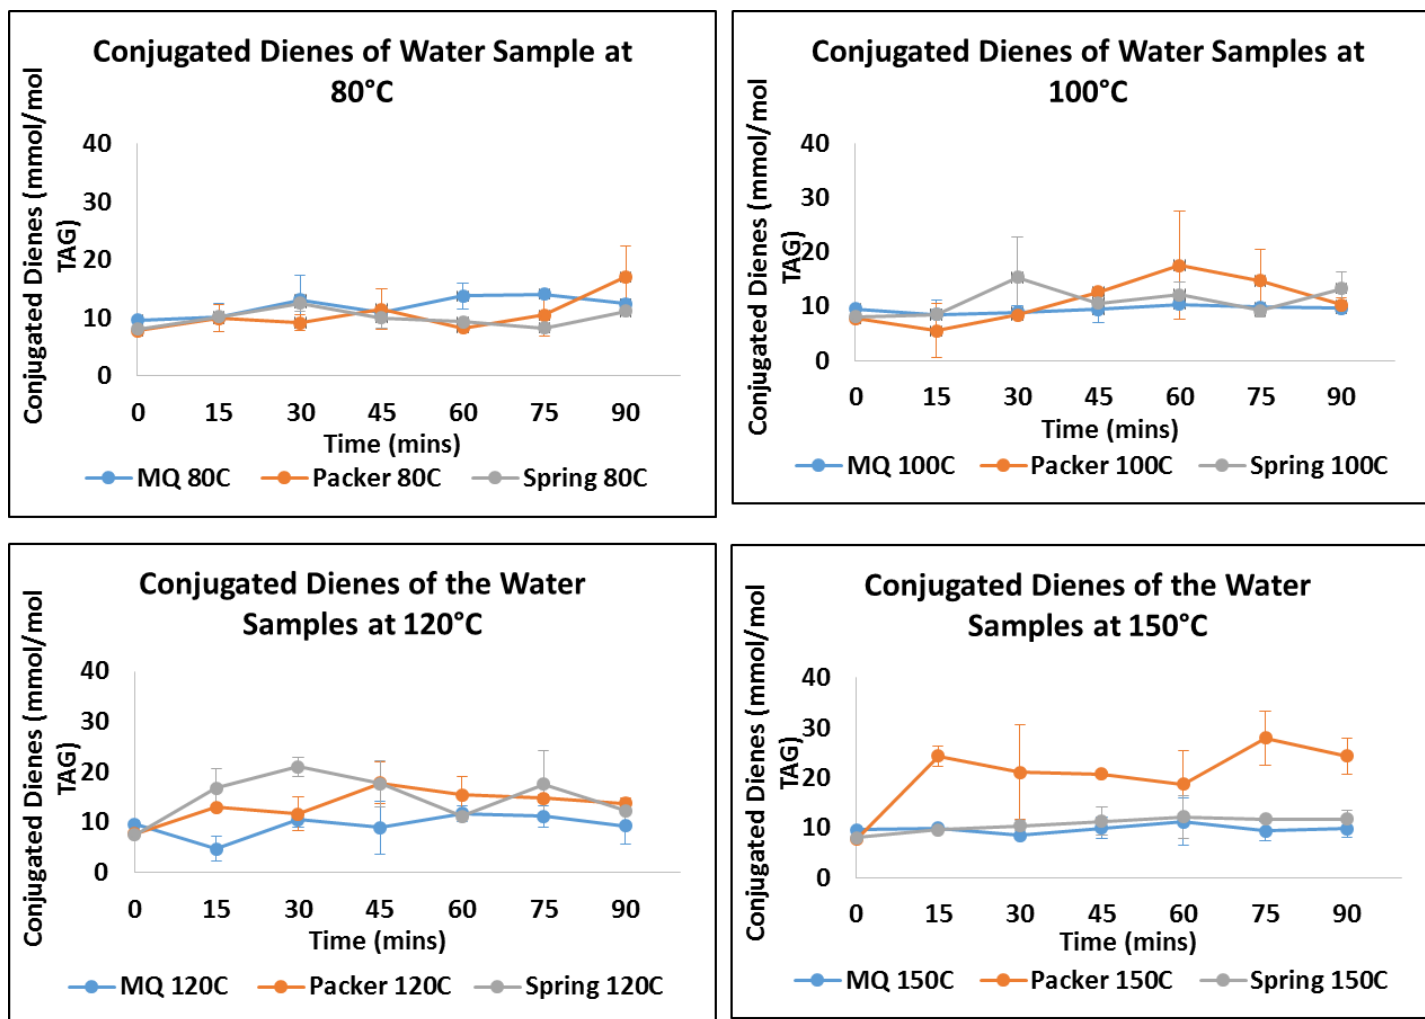 Conjugated Dienes of Water Sample at
80°C
Conjugated Dienes (mmol/mol
TAG)
40
30
20
10
0
0 15 30 45 60 75 90
Time (mins)
MQ 80C Packer 80C Spring 80C
Conjugated Dienes of Water Samples at
100°C
Conjugated Dienes (mmol/mol
TAG)
40
30
20
10
0
0 15 30 45 60 75 90
Time (mins)
MQ 100C Packer 100C Spring 100C
Conjugated Dienes of the Water
Samples at 120°C
Conjugated Dienes (mmol/mol
TAG)
40
30
20
10
0
0 15 30 45 60 75 90
Time (mins)
MQ 120C Packer 120C Spring 120C
Conjugated Dienes of the Water
Samples at 150°C
Conjugated Dienes (mmol/mol
TAG)
40
30
20
10
0
0 15 30 45 60 75 90
Time (mins)
MQ 150C Packer 150C Spring 150C